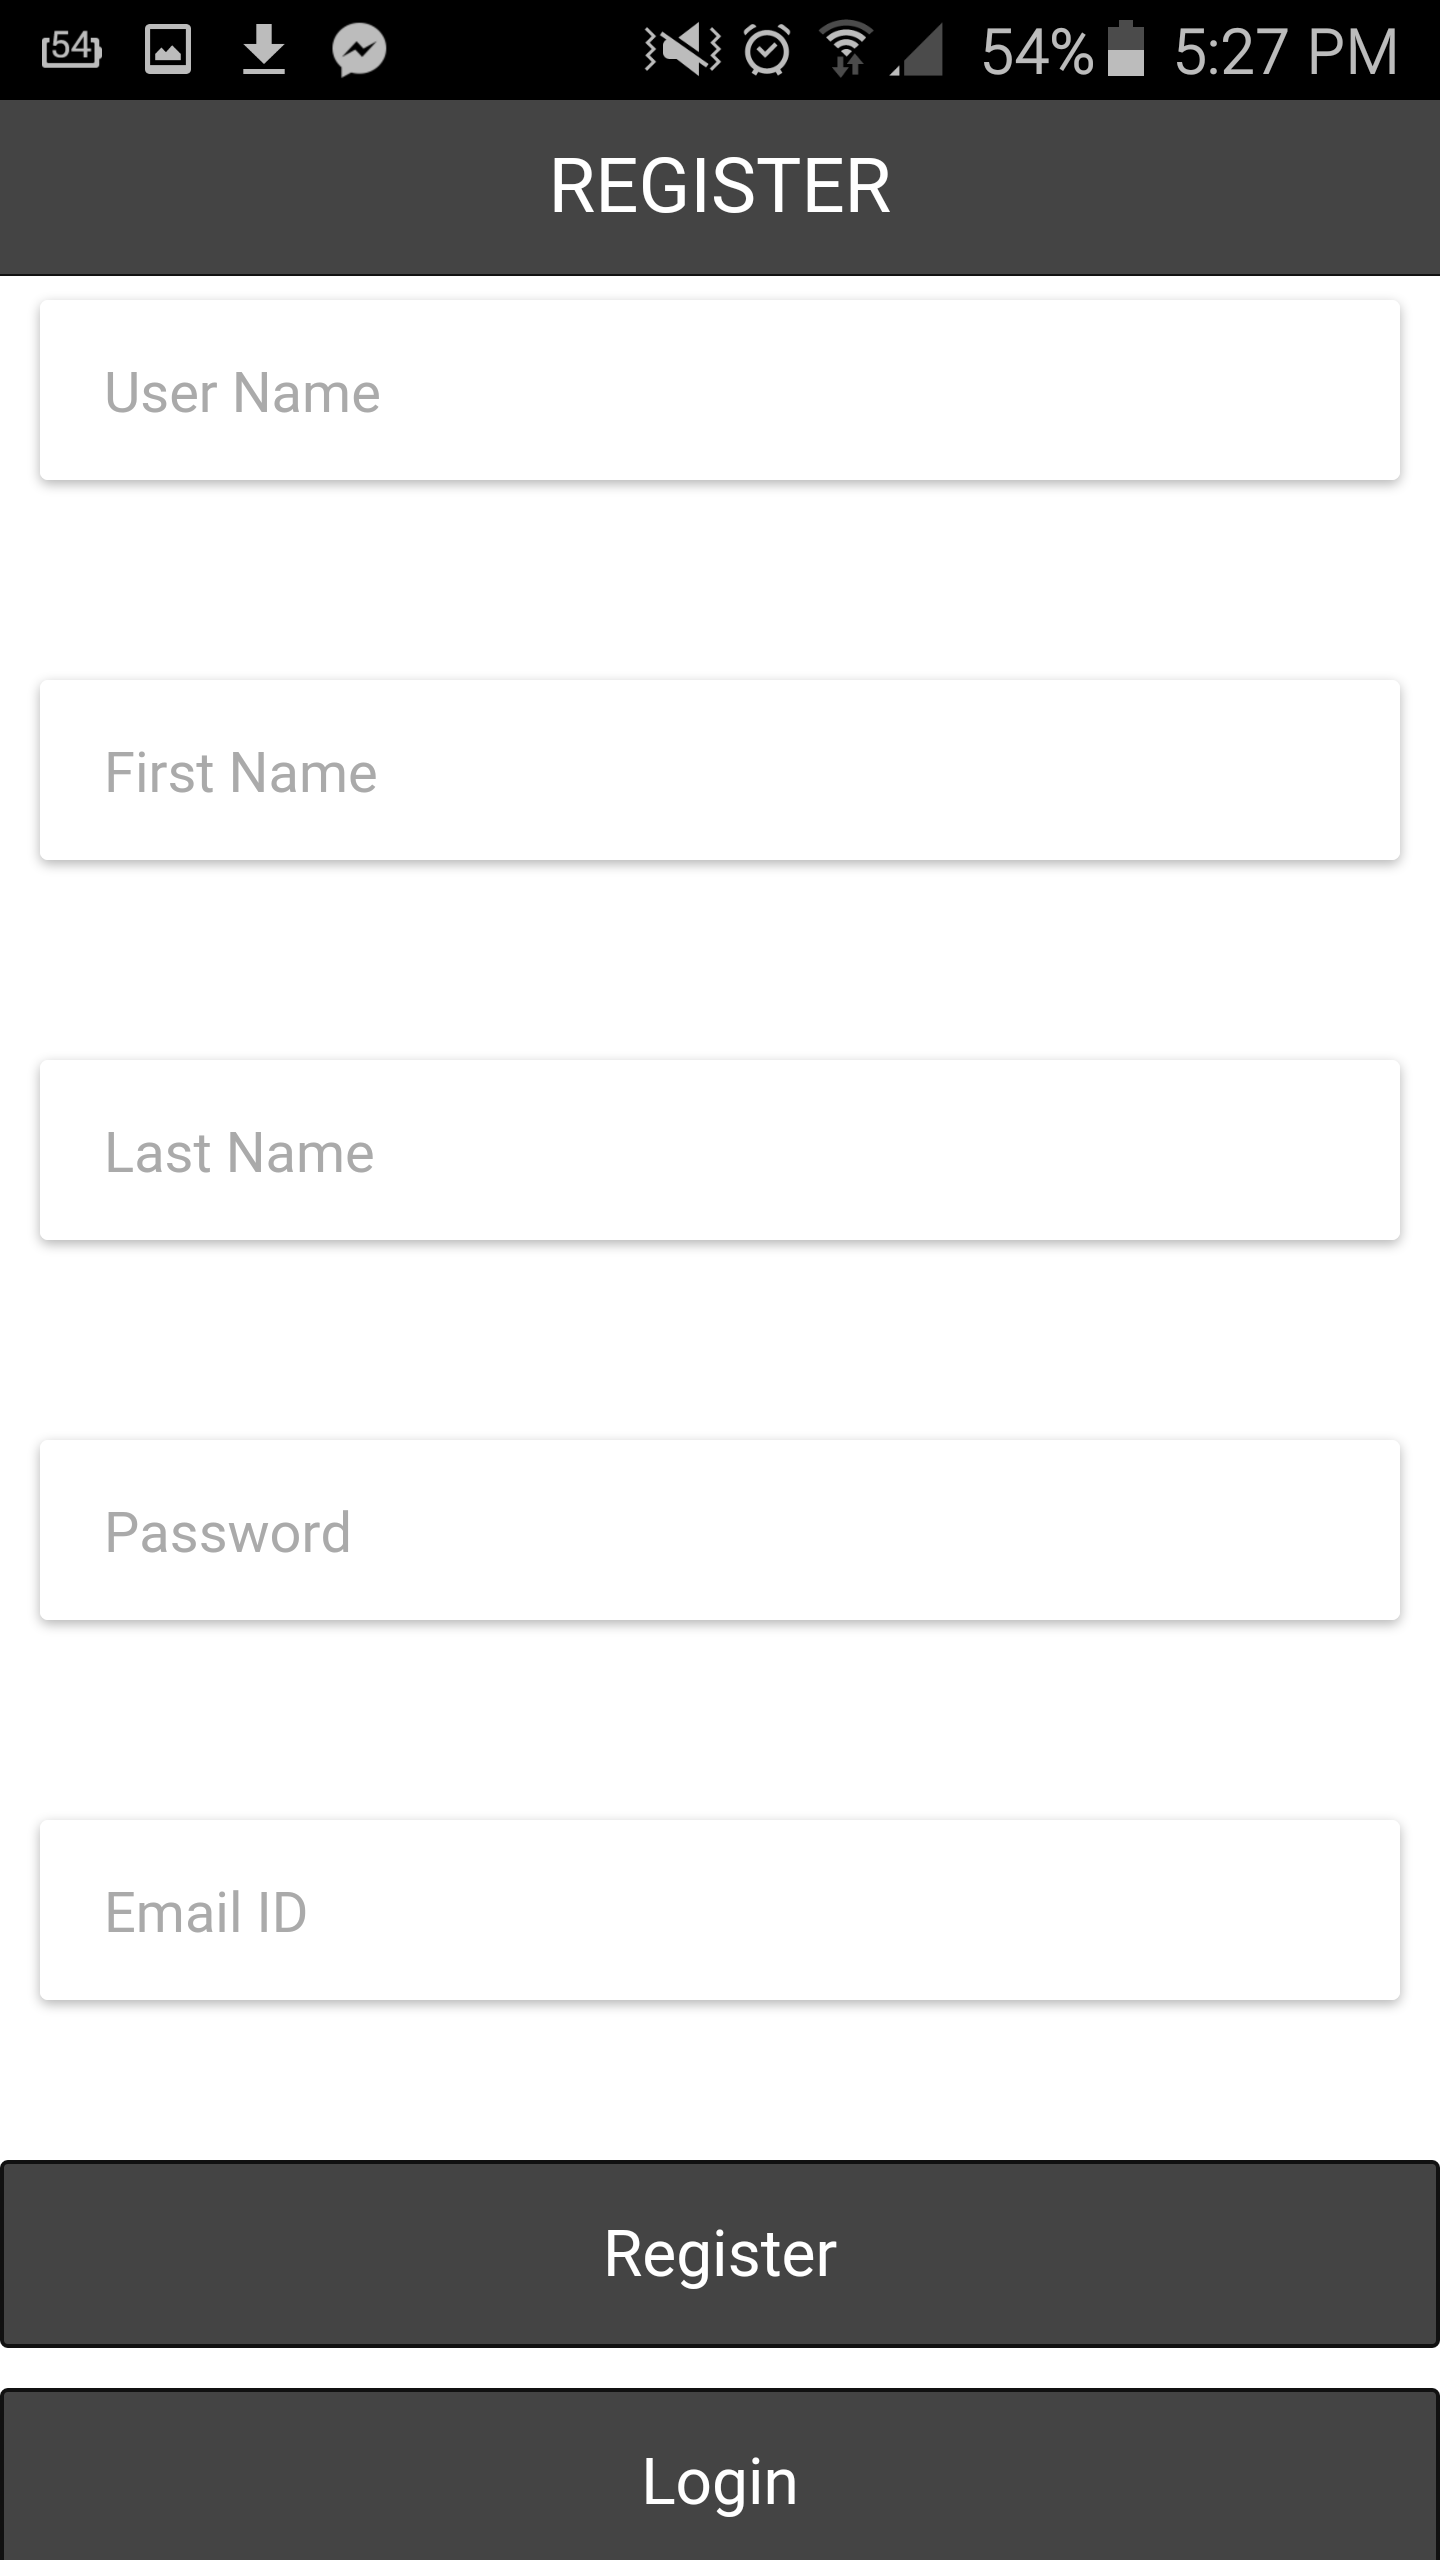 54 54% 5:27 PM
REGISTER
User Name
First Name
Last Name
Password
Email ID
Register
Login